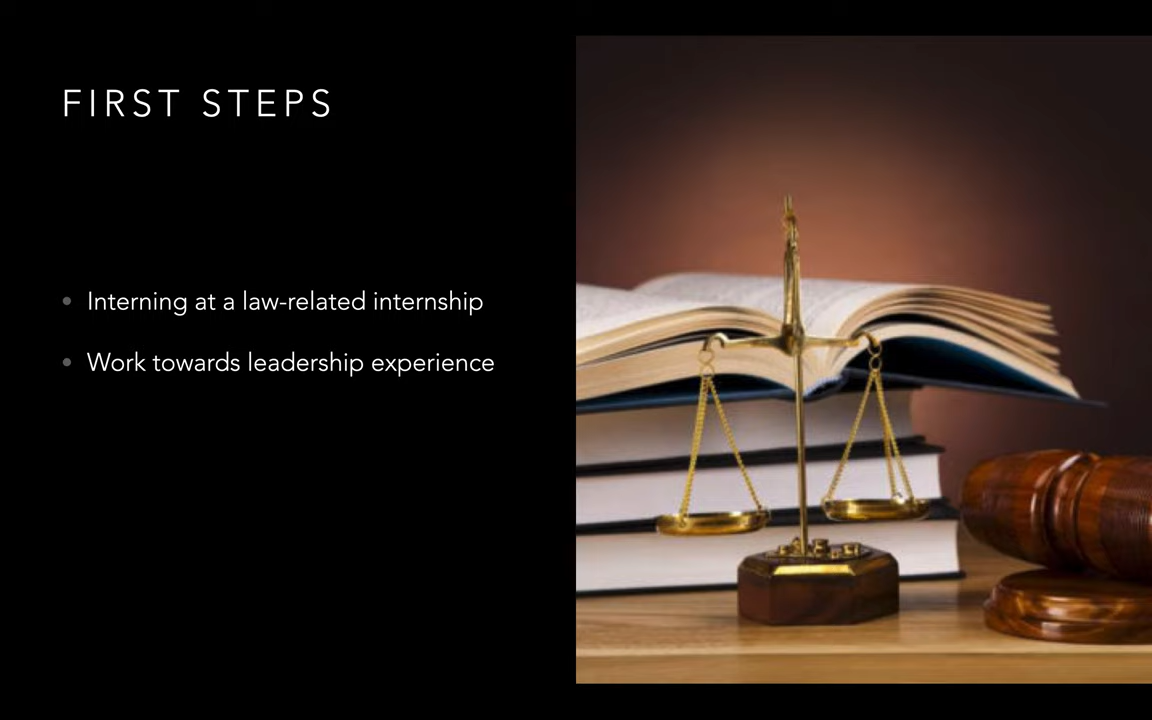 FIRST STEPS
• Interning at a law-related internship
• Work towards leadership experience